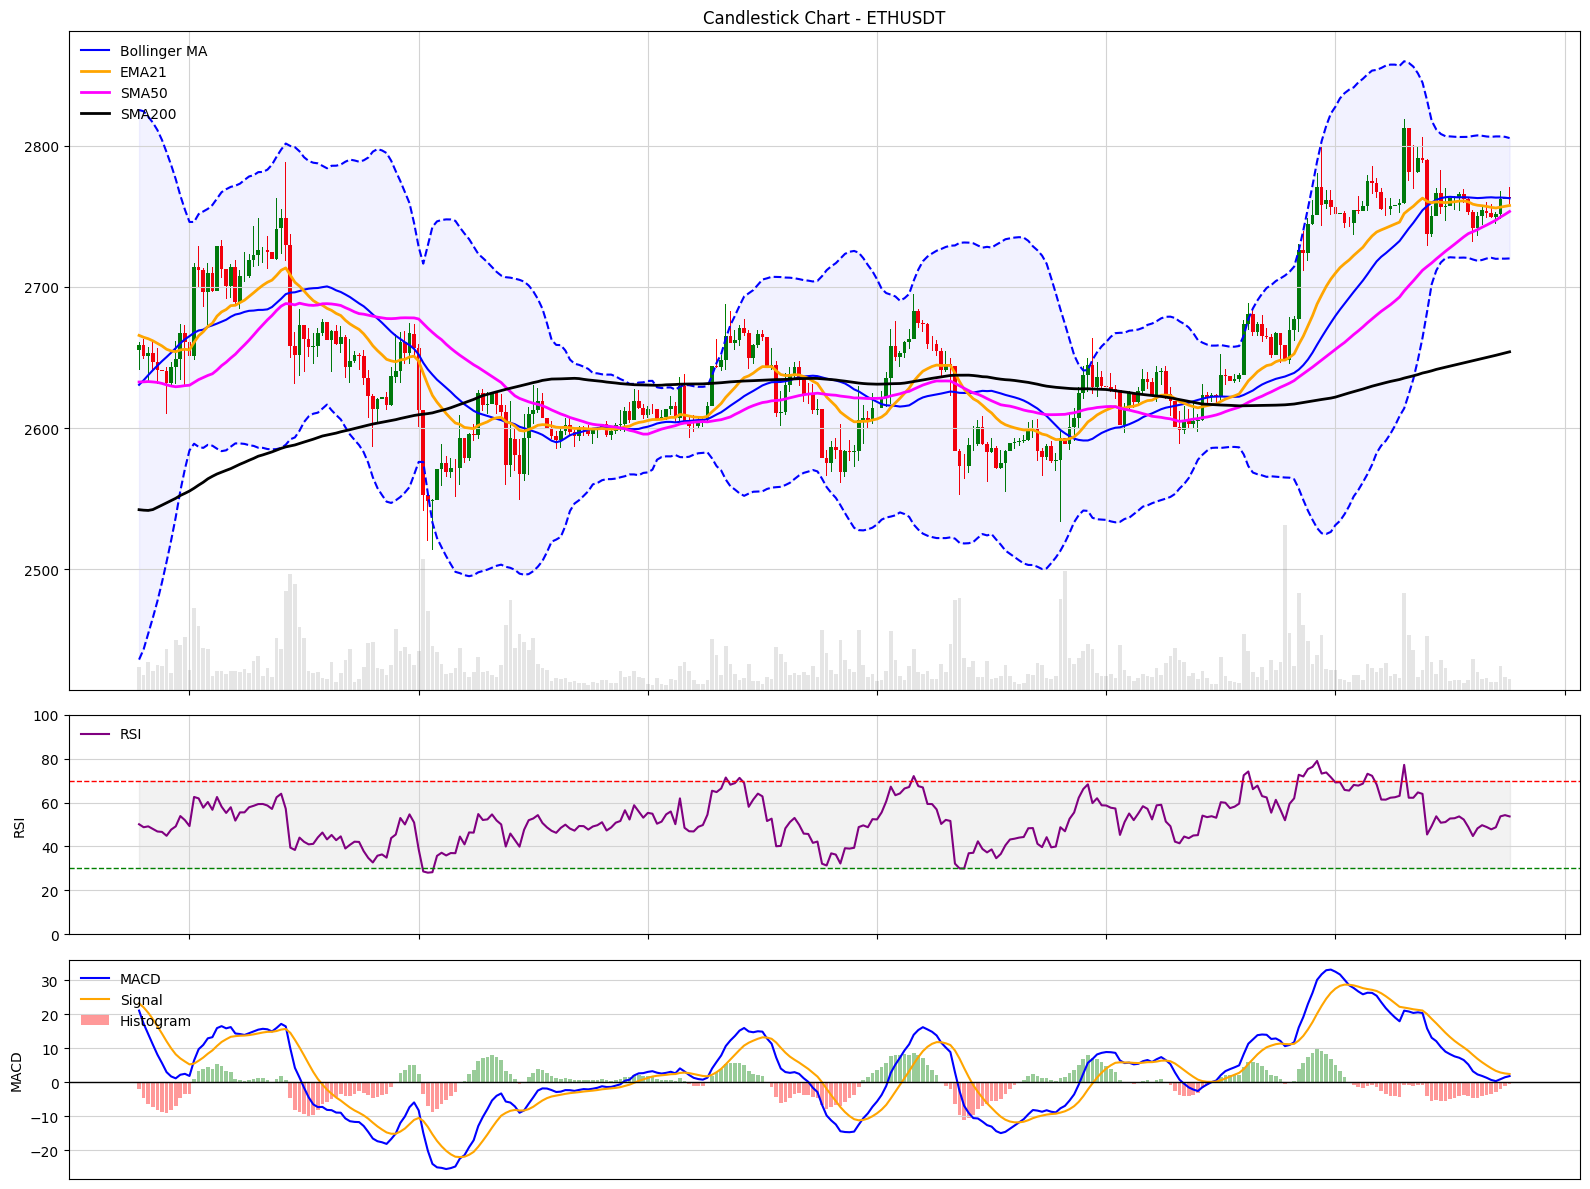 Candlestick Chart - ETHUSDT
Bollinger MA
EMA21
SMA50
SMA200
2800
2700
2600
2500
RSI
100
80
60
40
20
0
RSI
MACD
Signal
Histogram
30
20
10
0
−10
−20
MACD